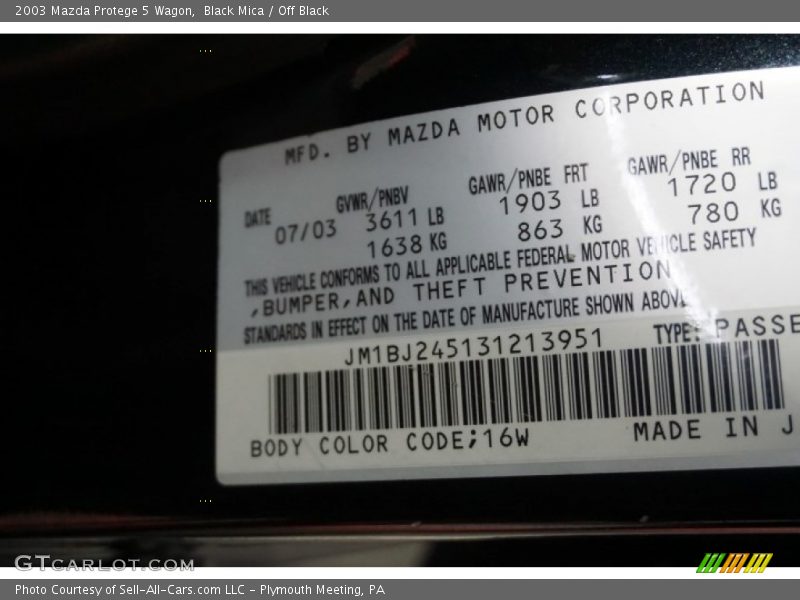 2003 Mazda Protege 5 Wagon, Black Mica / Off Black
MFD. BY MAZDA MOTOR CORPORATION
DATE GVWR/PNBV GAWR/PNBE FRT GAWR/PNBE RR
07/03 3611 LB 1903 LB 1720 LB
1638 KG 863 KG 780 KG
THIS VEHICLE CONFORMS TO ALL APPLICABLE FEDERAL MOTOR VEHICLE SAFETY
,BUMPER,AND THEFT PREVENTION
STANDARDS IN EFFECT ON THE DATE OF MANUFACTURE SHOWN ABOVE
JM1BJ245131213951 TYPE: PASSE
BODY COLOR CODE;16W MADE IN J
GTCARLOT.COM
Photo Courtesy of Sell-All-Cars.com LLC - Plymouth Meeting, PA